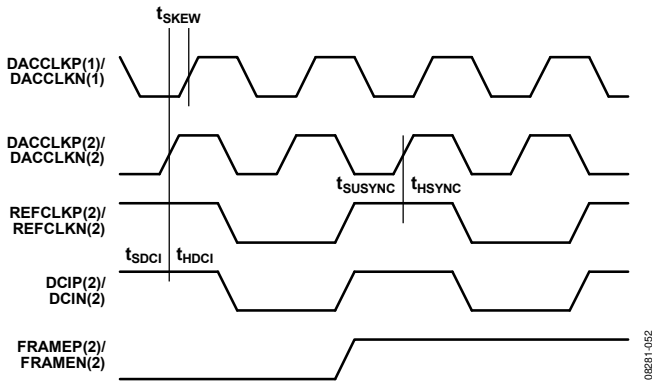 tSKEW
DACCLKP(1)/
DACCLKN(1)
DACCLKP(2)/
DACCLKN(2)
tSUSYNC
tHSYNC
REFCLKP(2)/
REFCLKN(2)
tSDCI
tHDCI
DCIP(2)/
DCIN(2)
FRAMEP(2)/
FRAMEN(2)
08281-052